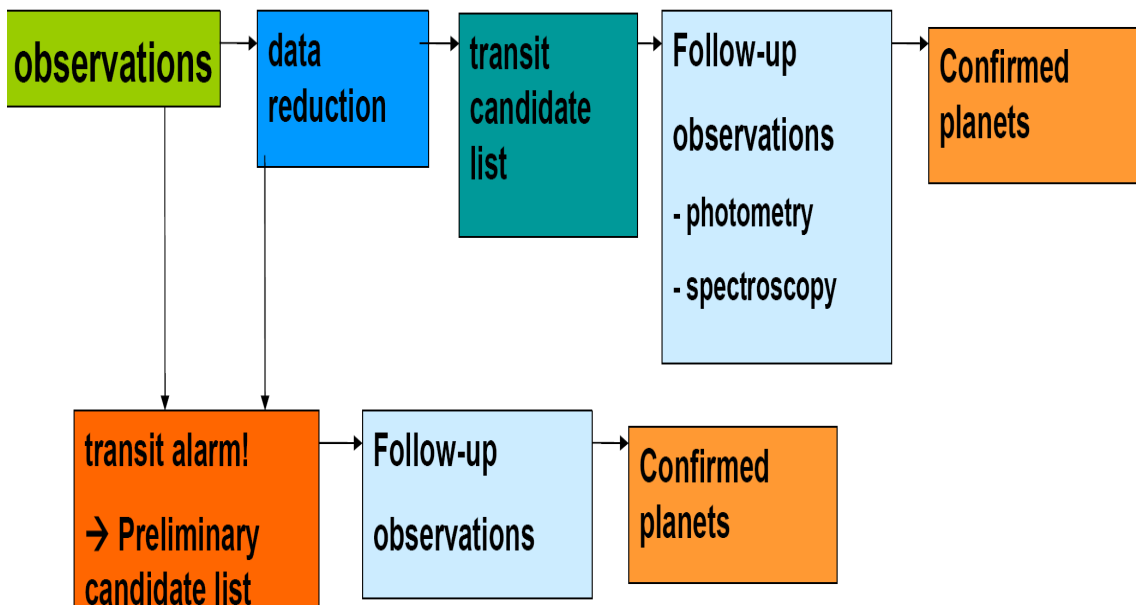 observations
data
reduction
transit
candidate
list
Follow-up
observations
- photometry
- spectroscopy
Confirmed
planets
transit alarm!
→ Preliminary
candidate list
Follow-up
observations
Confirmed
planets